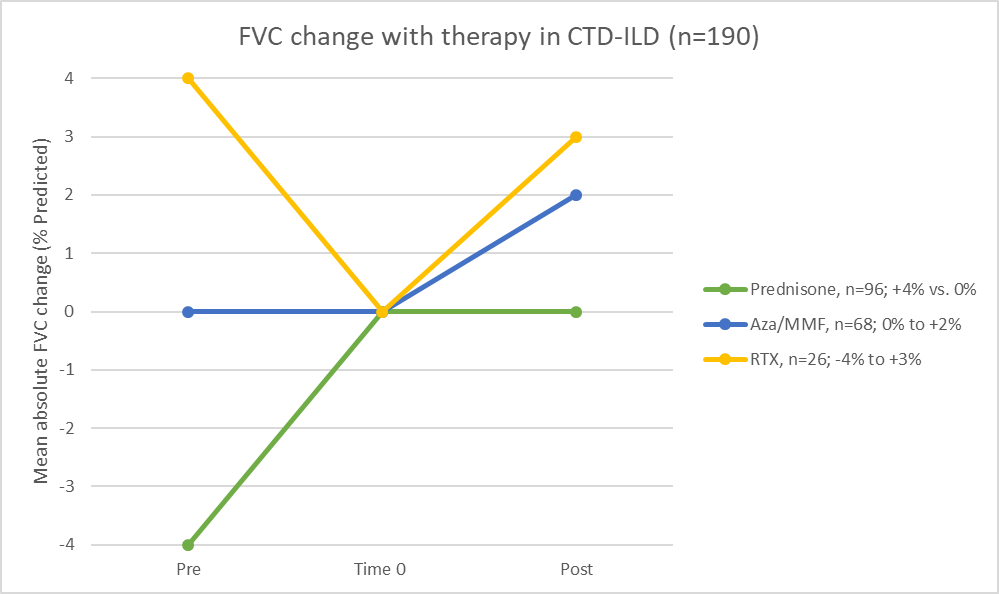 FVC change with therapy in CTD-ILD (n=190)
Mean absolute FVC change (% Predicted)
4
3
2
1
0
-1
-2
-3
-4
Pre
Time 0
Post
Prednisone, n=96; +4% vs. 0%
Aza/MMF, n=68; 0% to +2%
RTX, n=26; -4% to +3%